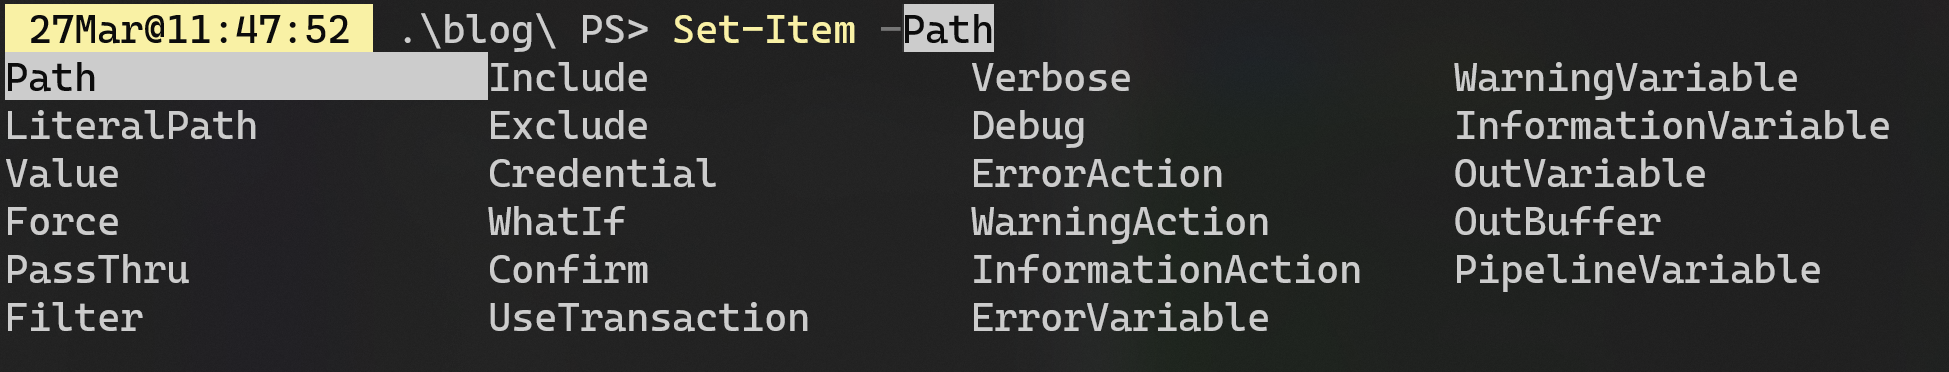 27Mar@11:47:52 .\blog\ PS> Set-Item -Path
Path Include Verbose WarningVariable
LiteralPath Exclude Debug InformationVariable
Value Credential ErrorAction OutVariable
Force WhatIf WarningAction OutBuffer
PassThru Confirm InformationAction PipelineVariable
Filter UseTransaction ErrorVariable